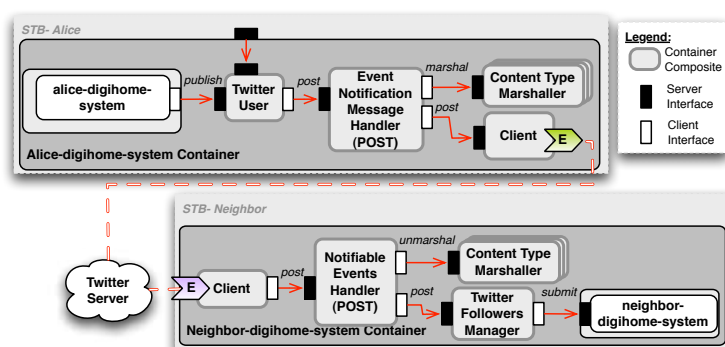 STB- Alice
publish
alice-digihome-
system
Twitter
User
post
Event
Notification
Message
Handler
(POST)
marshal
post
Content Type
Marshaller
Client
E
Alice-digihome-system Container
Legend:
Container
Composite
Server
Interface
Client
Interface
STB- Neighbor
Twitter
Server
E
Client
post
Notifiable
Events
Handler
(POST)
unmarshal
post
Content Type
Marshaller
Twitter
Followers
Manager
submit
neighbor-
digihome-system
Neighbor-digihome-system Container